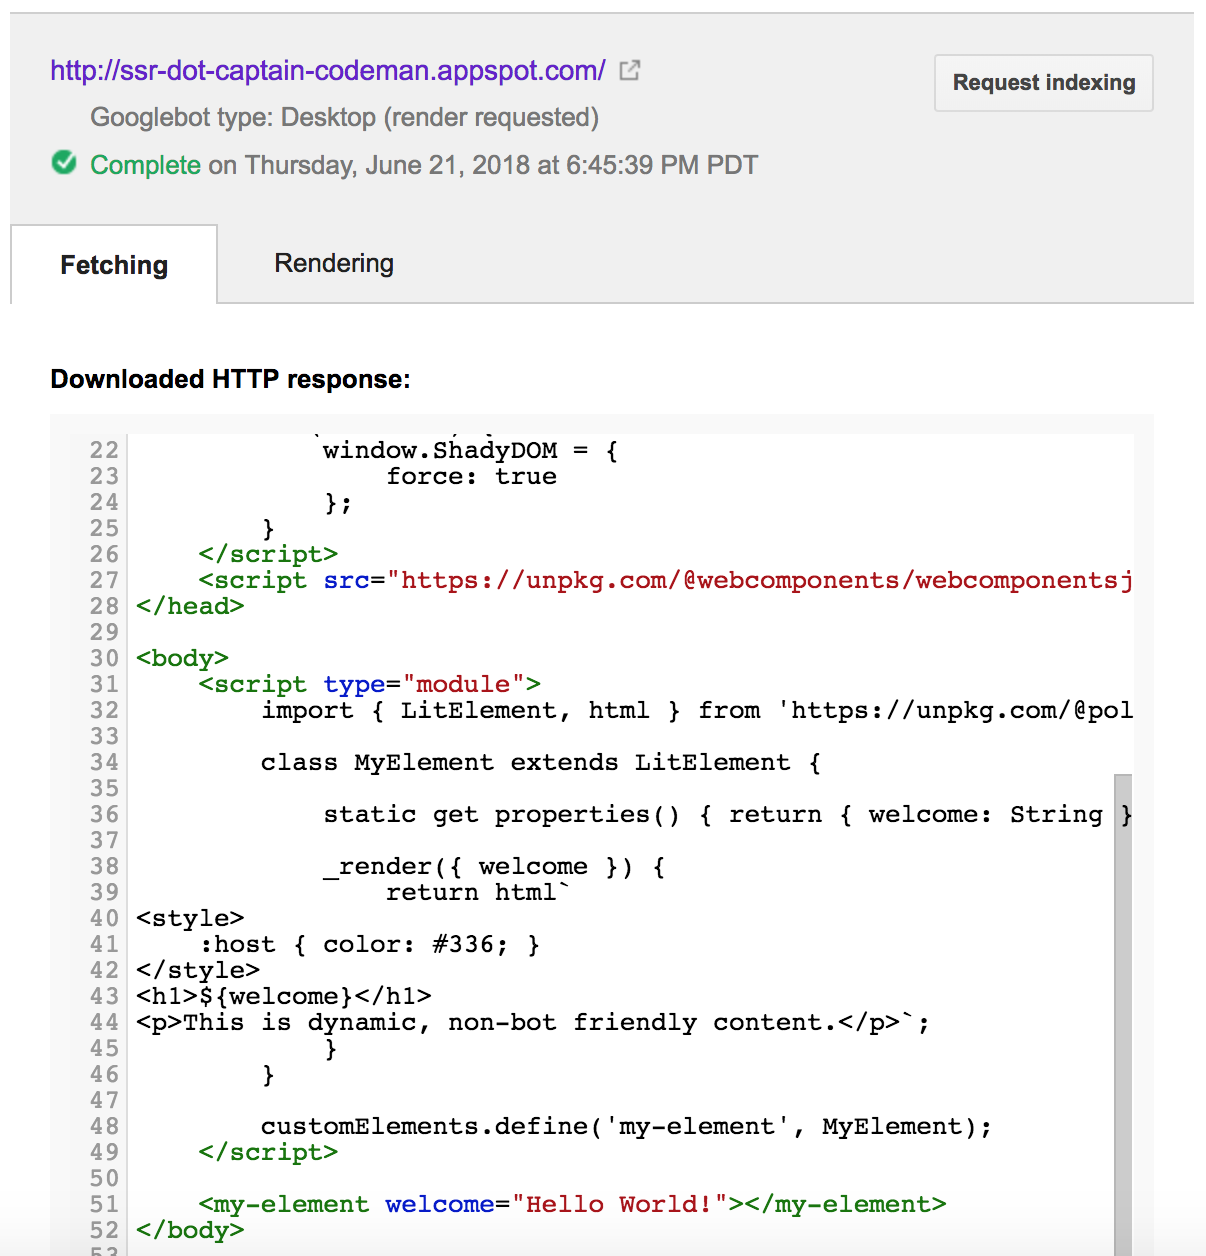 http://ssr-dot-captain-codeman.appspot.com/
Request indexing
Googlebot type: Desktop (render requested)
Complete on Thursday, June 21, 2018 at 6:45:39 PM PDT
Fetching
Rendering
Downloaded HTTP response:
22 window.ShadyDOM = {
23 force: true
24 };
25 }
26 </script>
27 <script src="https://unpkg.com/@webcomponents/webcomponentsj
28 </head>
29
30 <body>
31 <script type="module">
32 import { LitElement, html } from 'https://unpkg.com/@pol
33
34 class MyElement extends LitElement {
35
36 static get properties() { return { welcome: String }
37
38 _render({ welcome }) {
39 return html`
40 <style>
41 :host { color: #336; }
42 </style>
43 <h1>${welcome}</h1>
44 <p>This is dynamic, non-bot friendly content.</p>`;
45 }
46 }
47
48 customElements.define('my-element', MyElement);
49 </script>
50
51 <my-element welcome="Hello World!"></my-element>
52 </body>
53